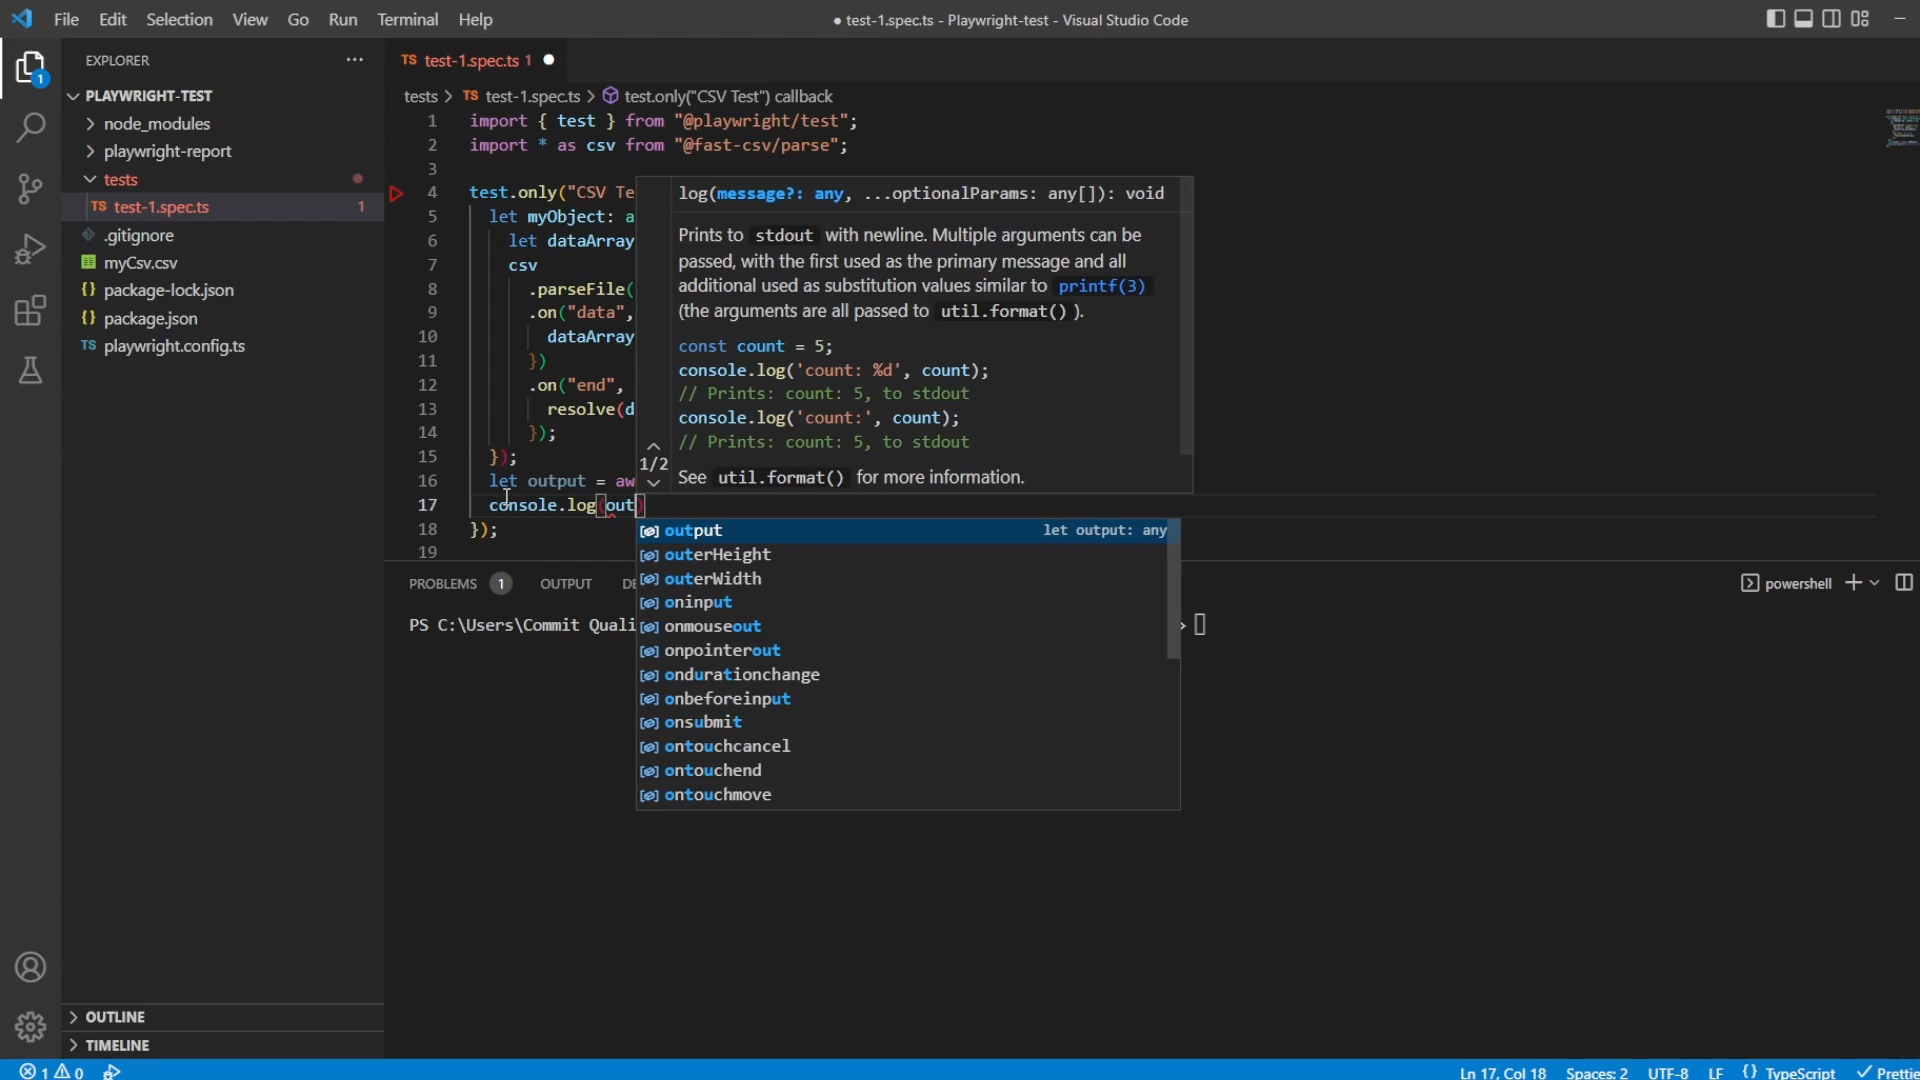 File Edit Selection View Go Run Terminal Help
● test-1.spec.ts - Playwright-test - Visual Studio Code
EXPLORER
1
PLAYWRIGHT-TEST
node_modules
playwright-report
tests
TS test-1.spec.ts 1
.gitignore
myCsv.csv
{} package-lock.json
{} package.json
TS playwright.config.ts
OUTLINE
TIMELINE
TS test-1.spec.ts 1
tests > TS test-1.spec.ts > test.only("CSV Test") callback
1 import { test } from "@playwright/test";
2 import * as csv from "@fast-csv/parse";
3
4 test.only("CSV Te
5 let myObject: a
6 let dataArray
7 csv
8 .parseFile(
9 .on("data",
10 dataArray
11 })
12 .on("end",
13 resolve(d
14 });
15 });
16 let output = aw
17 console.log(out)
18 });
19
log(message?: any, ...optionalParams: any[]): void
Prints to stdout with newline. Multiple arguments can be
passed, with the first used as the primary message and all
additional used as substitution values similar to printf(3)
(the arguments are all passed to util.format() ).
const count = 5;
console.log('count: %d', count);
// Prints: count: 5, to stdout
console.log('count:', count);
// Prints: count: 5, to stdout
1/2
See util.format() for more information.
output let output: any
outerHeight
outerWidth
oninput
onmouseout
onpointerout
ondurationchange
onbeforeinput
onsubmit
ontouchcancel
ontouchend
ontouchmove
PROBLEMS 1 OUTPUT DE
powershell
PS C:\Users\Commit Quali
>
1 0
Ln 17, Col 18 Spaces: 2 UTF-8 LF {} TypeScript Prettie